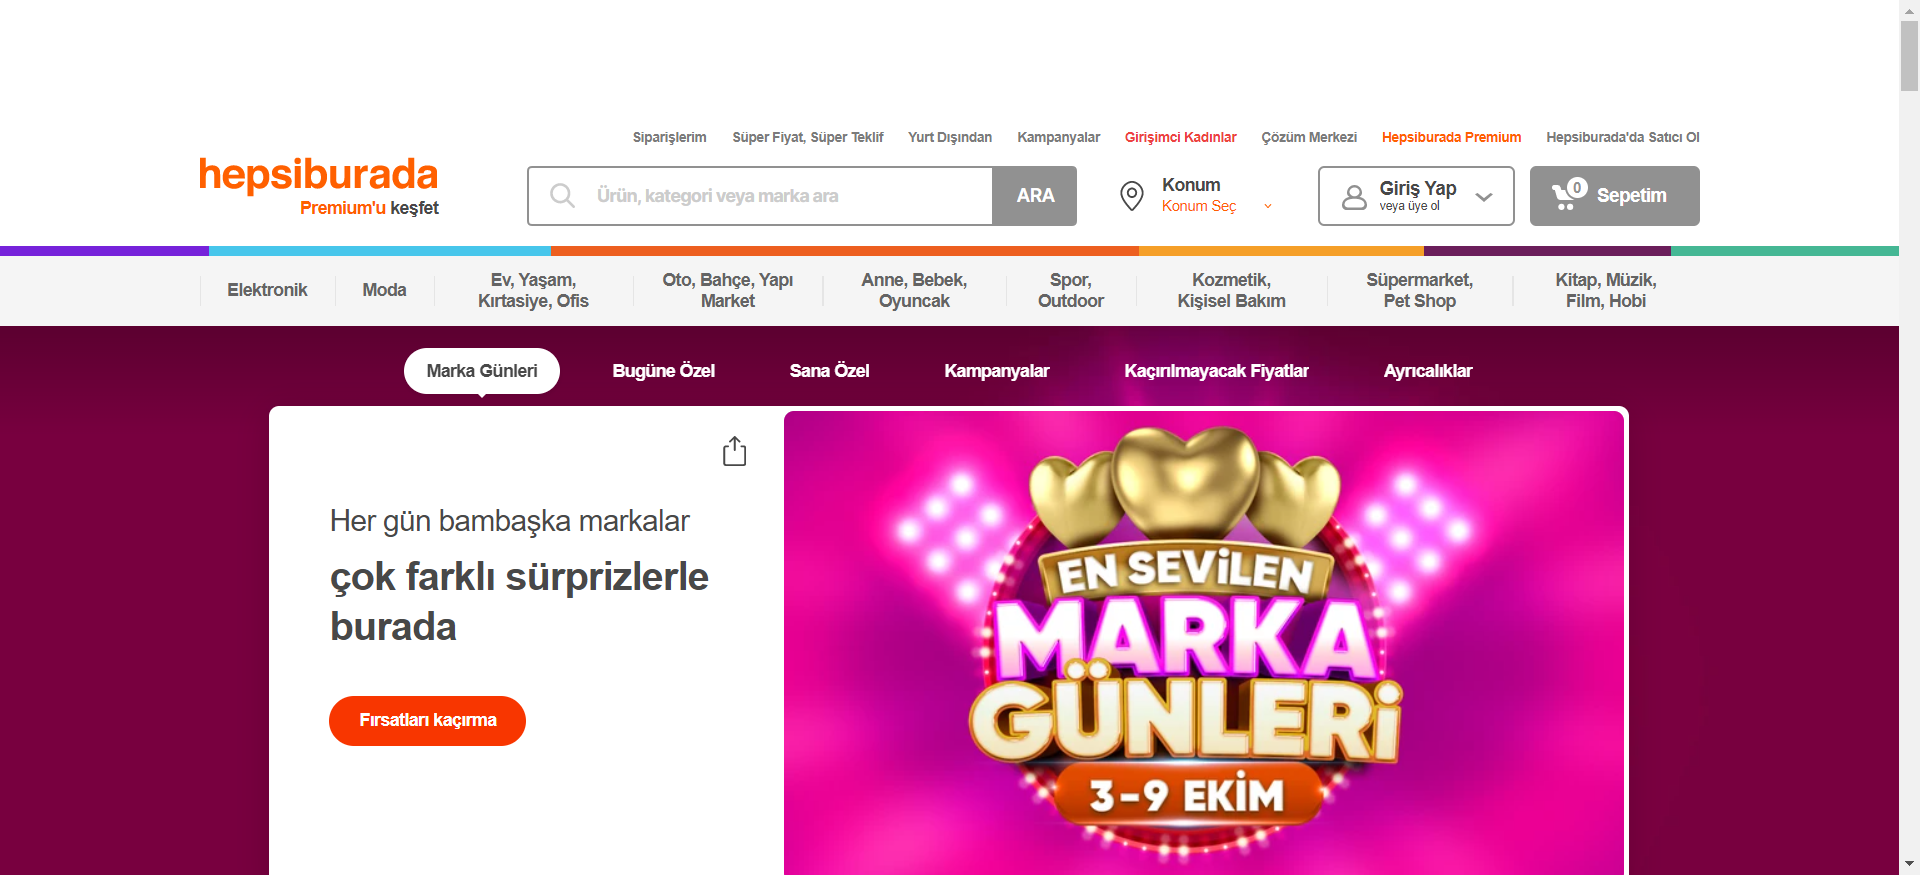 Siparişlerim Süper Fiyat, Süper Teklif Yurt Dışından Kampanyalar Girişimci Kadınlar Çözüm Merkezi Hepsiburada Premium Hepsiburada'da Satıcı Ol
hepsiburada
Premium'u keşfet
Ürün, kategori veya marka ara
ARA
Konum
Konum Seç
Giriş Yap
veya üye ol
0
Sepetim
Elektronik
Moda
Ev, Yaşam,
Kırtasiye, Ofis
Oto, Bahçe, Yapı
Market
Anne, Bebek,
Oyuncak
Spor,
Outdoor
Kozmetik,
Kişisel Bakım
Süpermarket,
Pet Shop
Kitap, Müzik,
Film, Hobi
Marka Günleri Bugüne Özel Sana Özel Kampanyalar Kaçırılmayacak Fiyatlar Ayrıcalıklar
Her gün bambaşka markalar
çok farklı sürprizlerle
burada
Fırsatları kaçırma
EN SEVİLEN
MARKA
GÜNLERİ
3-9 EKİM